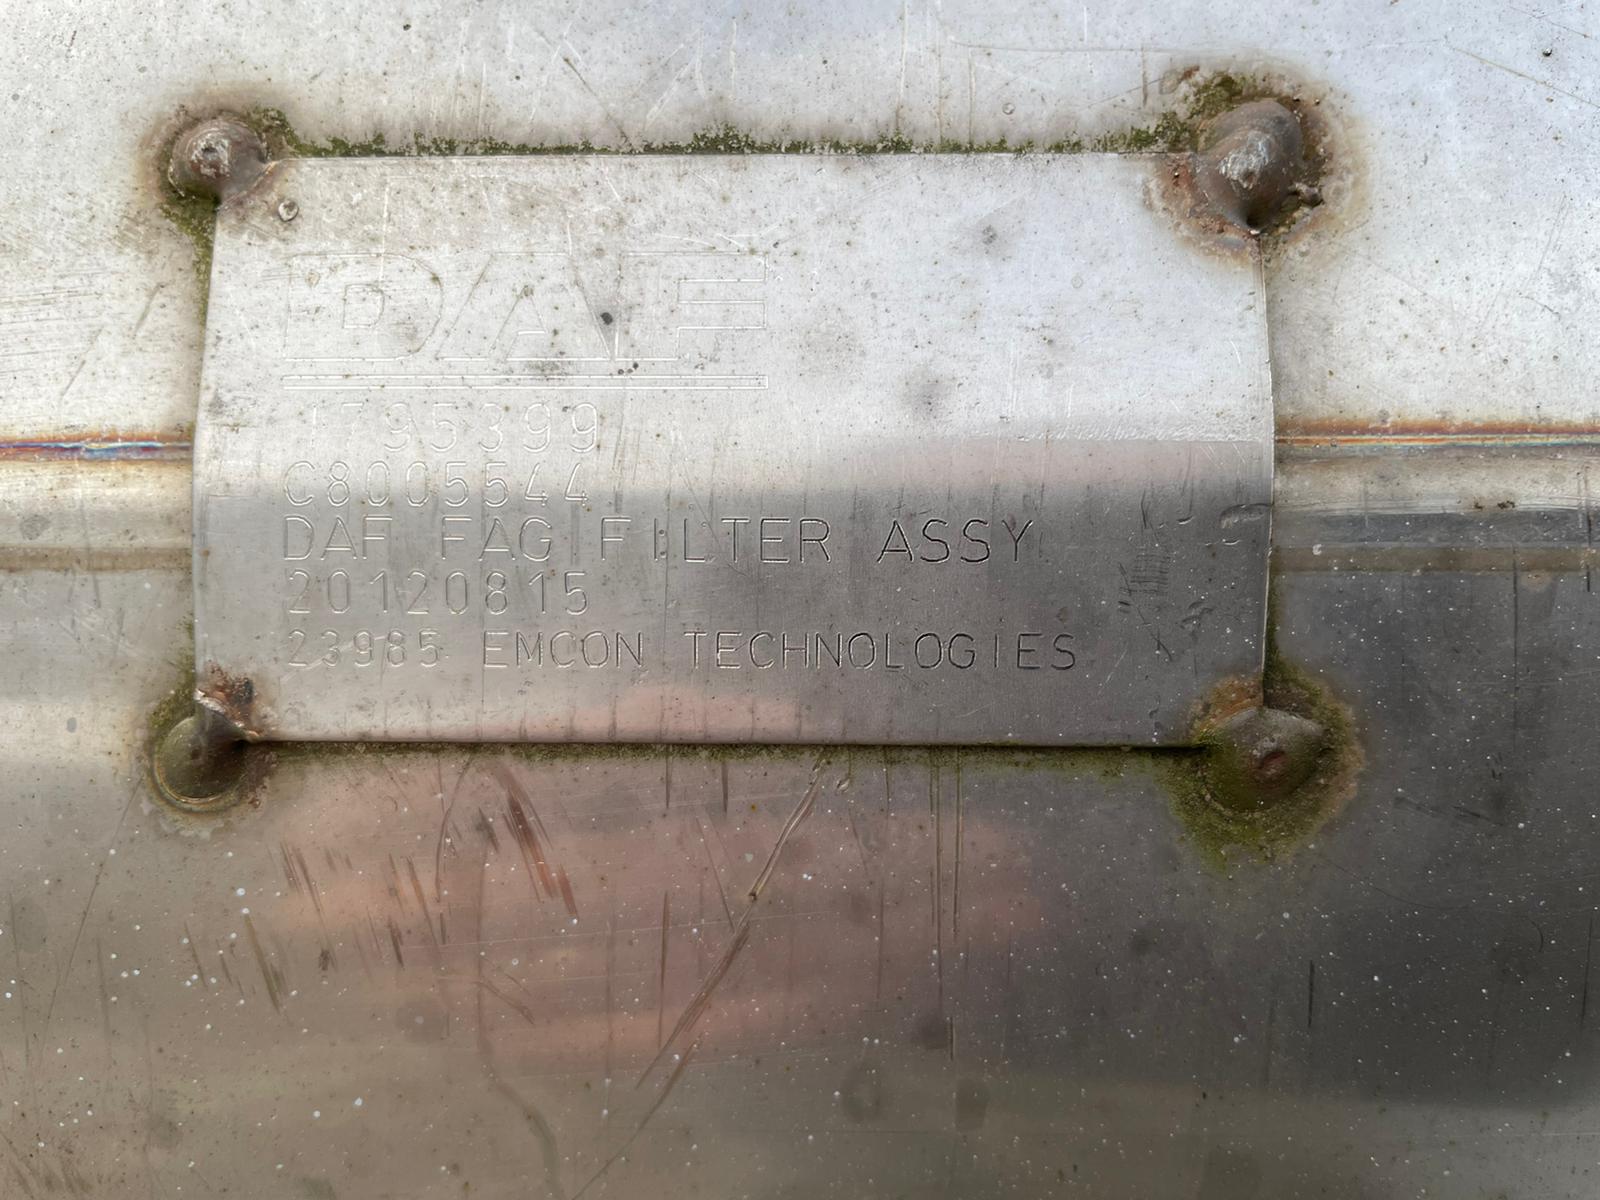 DAF
1795399
C8005544
DAF FAG FILTER ASSY
20120815
23985 EMCON TECHNOLOGIES